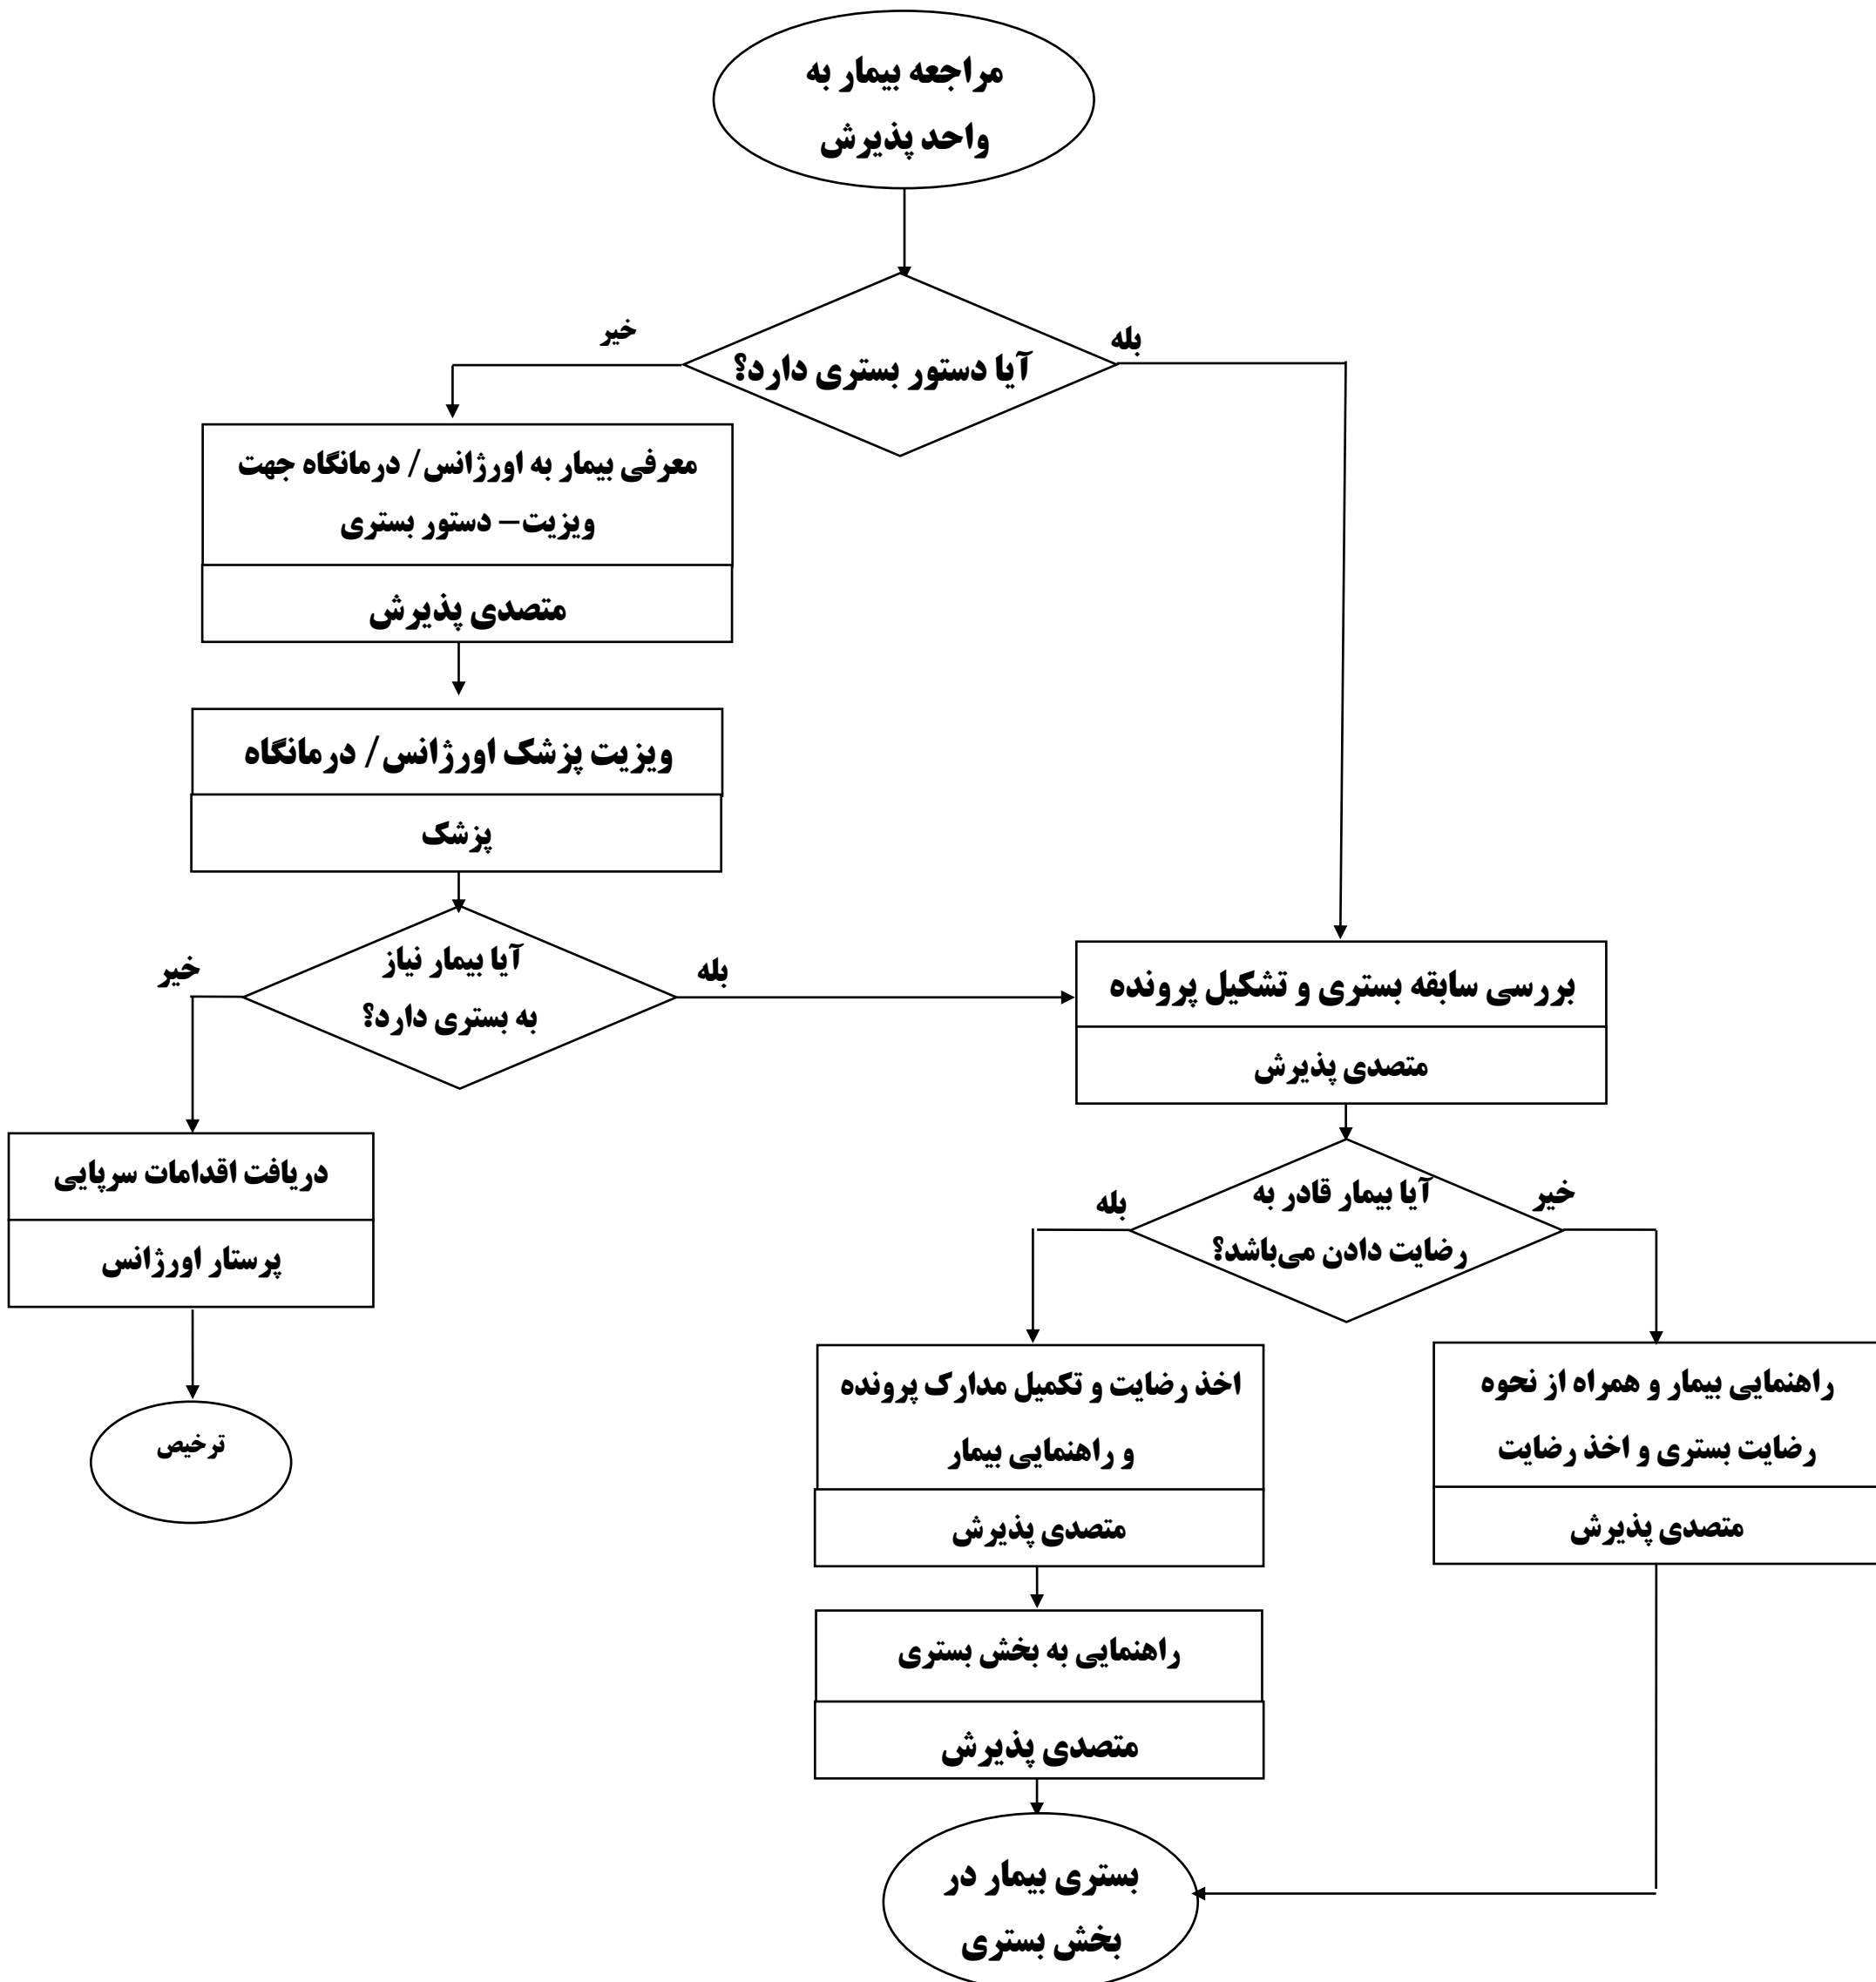 مراجعه بیمار به
واحد پذیرش
آیا دستور بستری دارد؟
بله
خیر
معرفی بیمار به اورژانس/ درمانگاه جهت
ویزیت- دستور بستری
متصدی پذیرش
ویزیت پزشک اورژانس/ درمانگاه
پزشک
آیا بیمار نیاز
به بستری دارد؟
بله
خیر
بررسی سابقه بستری و تشکیل پرونده
متصدی پذیرش
دریافت اقدامات سرپایی
پرستار اورژانس
ترخیص
آیا بیمار قادر به
رضایت دادن می‌باشد؟
خیر
بله
راهنمایی بیمار و همراه از نحوه
رضایت بستری و اخذ رضایت
متصدی پذیرش
اخذ رضایت و تکمیل مدارک پرونده
و راهنمایی بیمار
متصدی پذیرش
راهنمایی به بخش بستری
متصدی پذیرش
بستری بیمار در
بخش بستری